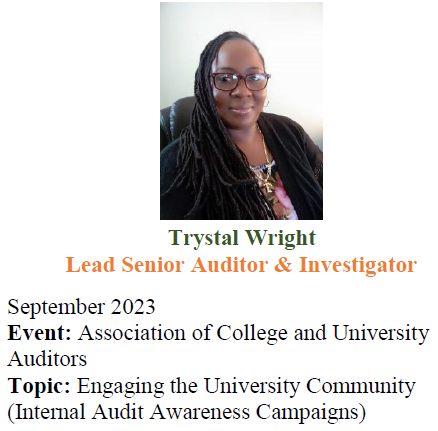 Trystal Wright
Lead Senior Auditor & Investigator
September 2023
Event: Association of College and University
Auditors
Topic: Engaging the University Community
(Internal Audit Awareness Campaigns)